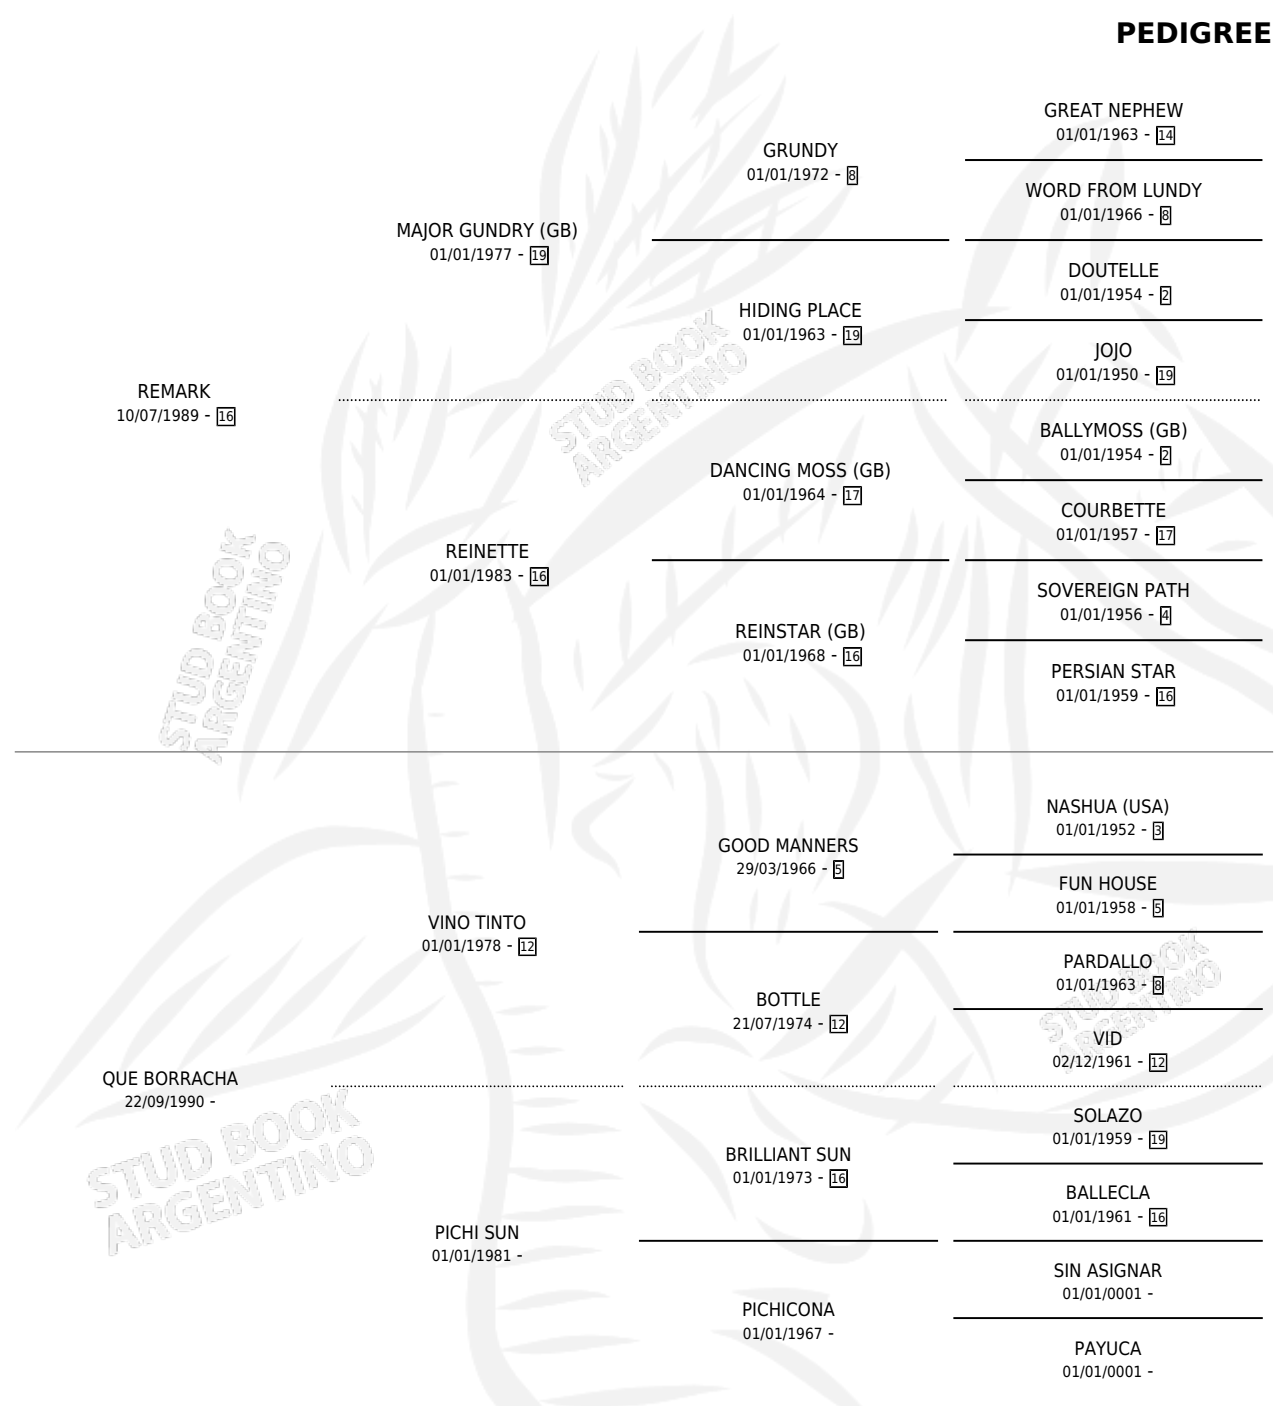 PEDIGREE
GREAT NEPHEW
01/01/1963 - 14
GRUNDY
01/01/1972 - 8
WORD FROM LUNDY
01/01/1966 - 8
MAJOR GUNDRY (GB)
01/01/1977 - 19
DOUTELLE
01/01/1954 - 2
HIDING PLACE
01/01/1963 - 19
JOJO
01/01/1950 - 19
REMARK
10/07/1989 - 16
BALLYMOSS (GB)
01/01/1954 - 2
DANCING MOSS (GB)
01/01/1964 - 17
COURBETTE
01/01/1957 - 17
REINETTE
01/01/1983 - 16
SOVEREIGN PATH
01/01/1956 - 4
REINSTAR (GB)
01/01/1968 - 16
PERSIAN STAR
01/01/1959 - 16
NASHUA (USA)
01/01/1952 - 3
GOOD MANNERS
29/03/1966 - 5
FUN HOUSE
01/01/1958 - 5
VINO TINTO
01/01/1978 - 12
PARDALLO
01/01/1963 - 8
BOTTLE
21/07/1974 - 12
VID
02/12/1961 - 12
QUE BORRACHA
22/09/1990 -
SOLAZO
01/01/1959 - 19
BRILLIANT SUN
01/01/1973 - 16
BALLECLA
01/01/1961 - 16
PICHI SUN
01/01/1981 -
SIN ASIGNAR
01/01/0001 -
PICHICONA
01/01/1967 -
PAYUCA
01/01/0001 -
STUD BOOK
ARGENTINO
STUD BOOK
ARGENTINO
STUD BOOK
ARGENTINO
STUD BOOK
ARGENTINO